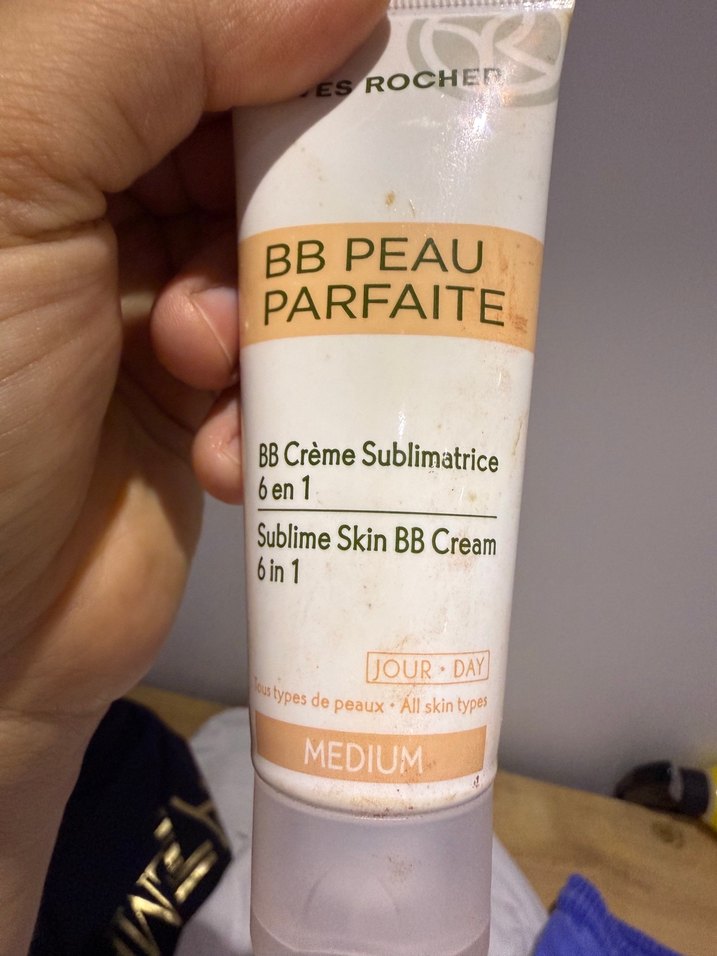 ROCHER
BB PEAU
PARFAITE
BB Crème Sublimatrice
6 en 1
Sublime Skin BB Cream
6 in 1
JOUR • DAY
types de peaux • All skin types
MEDIUM